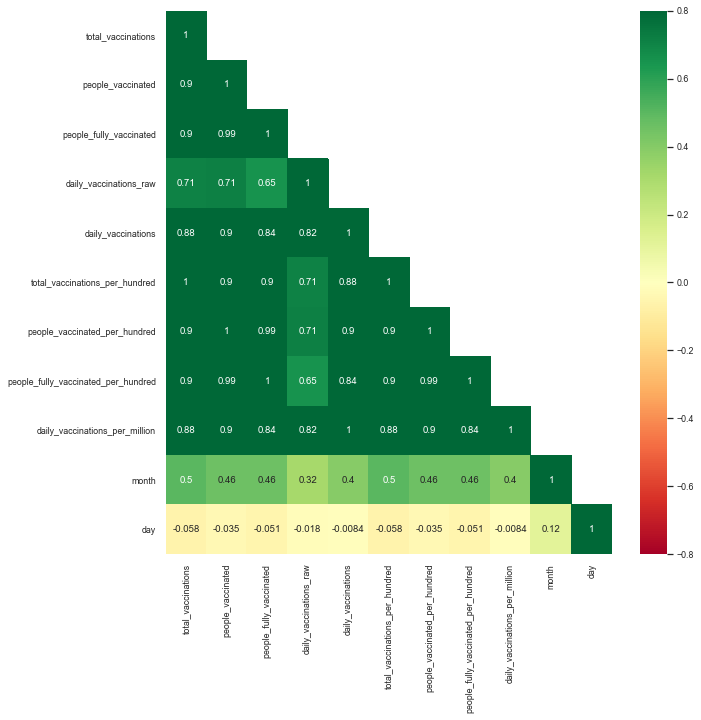 total_vaccinations 1
people_vaccinated 0.9 1
people_fully_vaccinated 0.9 0.99 1
daily_vaccinations_raw 0.71 0.71 0.65 1
daily_vaccinations 0.88 0.9 0.84 0.82 1
total_vaccinations_per_hundred 1 0.9 0.9 0.71 0.88 1
people_vaccinated_per_hundred 0.9 1 0.99 0.71 0.9 0.9 1
people_fully_vaccinated_per_hundred 0.9 0.99 1 0.65 0.84 0.9 0.99 1
daily_vaccinations_per_million 0.88 0.9 0.84 0.82 1 0.88 0.9 0.84 1
month 0.5 0.46 0.46 0.32 0.4 0.5 0.46 0.46 0.4 1
day -0.058 -0.035 -0.051 -0.018 -0.0084 -0.058 -0.035 -0.051 -0.0084 0.12 1
total_vaccinations
people_vaccinated
people_fully_vaccinated
daily_vaccinations_raw
daily_vaccinations
total_vaccinations_per_hundred
people_vaccinated_per_hundred
people_fully_vaccinated_per_hundred
daily_vaccinations_per_million
month
day
0.8
0.6
0.4
0.2
0.0
−0.2
−0.4
−0.6
−0.8